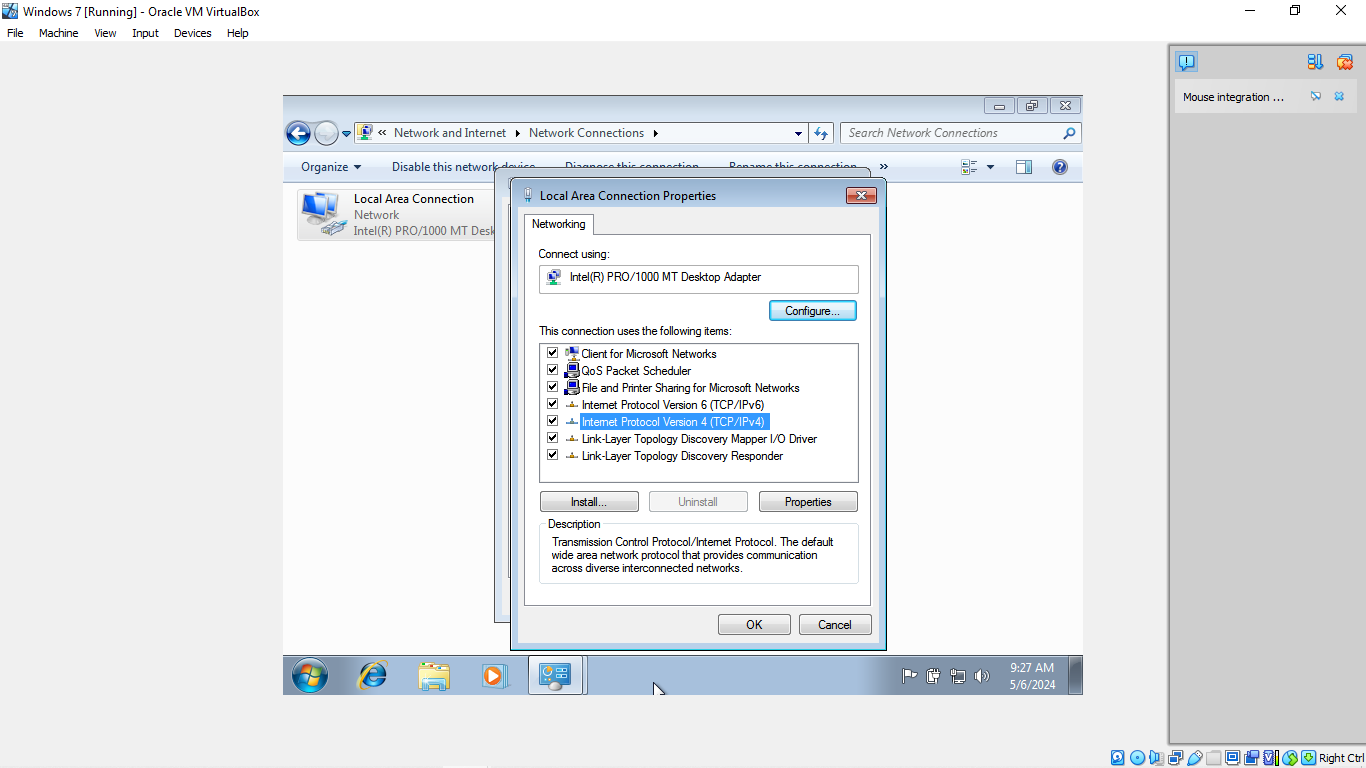 Windows 7 [Running] - Oracle VM VirtualBox
File Machine View Input Devices Help
Mouse integration ...
« Network and Internet Network Connections
Search Network Connections
Organize Disable this network device Diagnose this connection Rename this connection »
Local Area Connection
Network
Intel(R) PRO/1000 MT Desk
Local Area Connection Properties
Networking
Connect using:
Intel(R) PRO/1000 MT Desktop Adapter
Configure...
This connection uses the following items:
Client for Microsoft Networks
QoS Packet Scheduler
File and Printer Sharing for Microsoft Networks
Internet Protocol Version 6 (TCP/IPv6)
Internet Protocol Version 4 (TCP/IPv4)
Link-Layer Topology Discovery Mapper I/O Driver
Link-Layer Topology Discovery Responder
Install... Uninstall Properties
Description
Transmission Control Protocol/Internet Protocol. The default
wide area network protocol that provides communication
across diverse interconnected networks.
OK Cancel
9:27 AM
5/6/2024
Right Ctrl